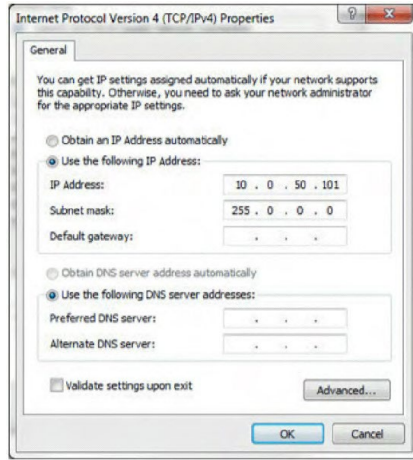 Internet Protocol Version 4 (TCP/IPv4) Properties
General
You can get IP settings assigned automatically if your network supports
this capability. Otherwise, you need to ask your network administrator
for the appropriate IP settings.
Obtain an IP Address automatically
Use the following IP Address:
IP Address: 10 . 0 . 50 . 101
Subnet mask: 255 . 0 . 0 . 0
Default gateway: . . .
Obtain DNS server address automatically
Use the following DNS server addresses:
Preferred DNS server: . . .
Alternate DNS server: . . .
Validate settings upon exit
Advanced...
OK Cancel